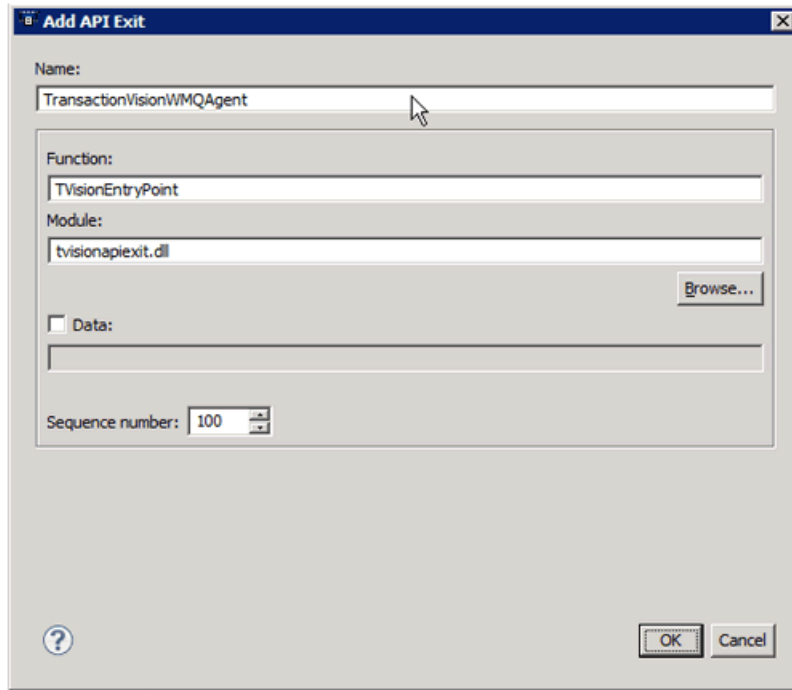 Add API Exit
Name:
TransactionVisionWMQAgent
Function:
TVisionEntryPoint
Module:
tvisionapiexit.dll
Browse...
Data:
Sequence number: 100
?
OK Cancel